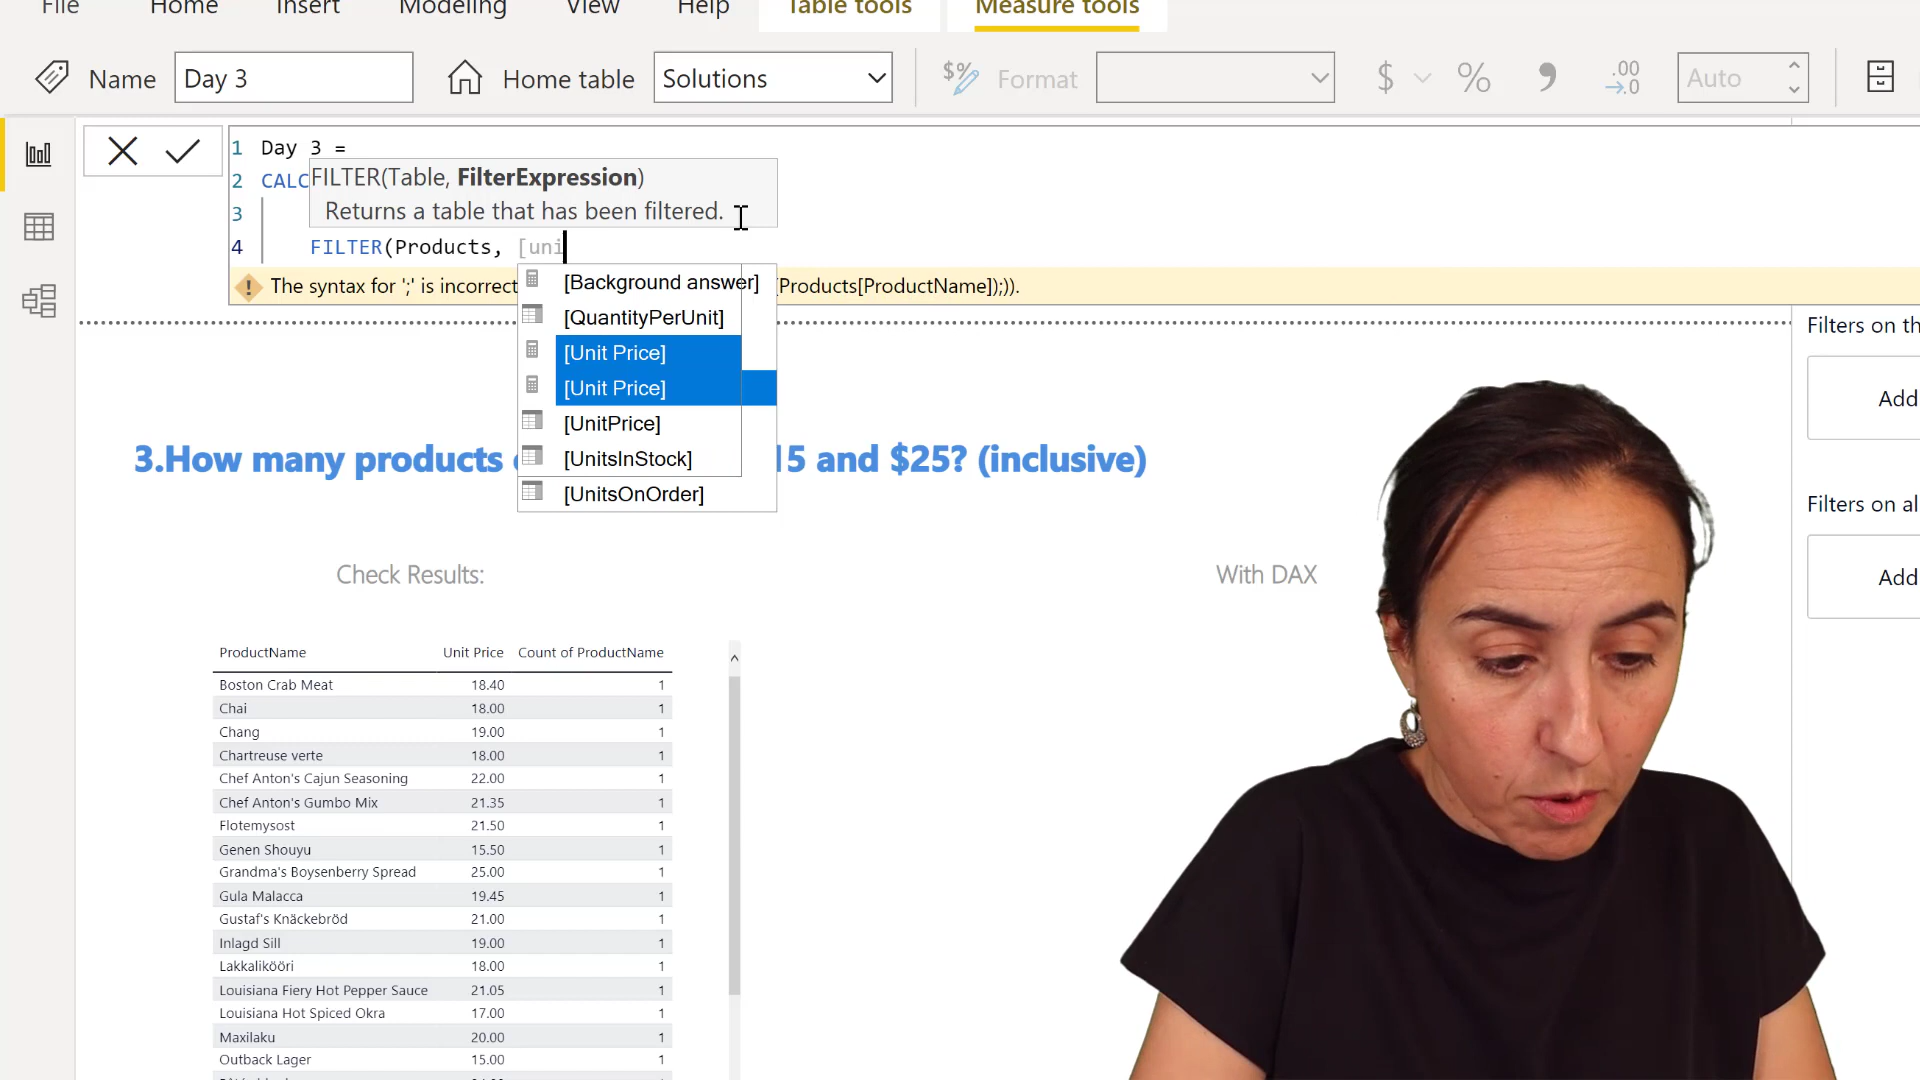 File Home Insert Modeling View Help Table tools Measure tools
Name Day 3 Home table Solutions Format $ % Auto
1 Day 3 =
2 CALC
FILTER(Table, FilterExpression)
Returns a table that has been filtered.
3
4 FILTER(Products, [uni
The syntax for ';' is incorrect (Products[ProductName]);)).
[Background answer]
[QuantityPerUnit]
[Unit Price]
[Unit Price]
[UnitPrice]
[UnitsInStock]
[UnitsOnOrder]
Filters on th
Add
Filters on al
Add
3.How many products 15 and $25? (inclusive)
Check Results:
With DAX
ProductName Unit Price Count of ProductName
Boston Crab Meat 18.40 1
Chai 18.00 1
Chang 19.00 1
Chartreuse verte 18.00 1
Chef Anton's Cajun Seasoning 22.00 1
Chef Anton's Gumbo Mix 21.35 1
Flotemysost 21.50 1
Genen Shouyu 15.50 1
Grandma's Boysenberry Spread 25.00 1
Gula Malacca 19.45 1
Gustaf's Knäckebröd 21.00 1
Inlagd Sill 19.00 1
Lakkalikööri 18.00 1
Louisiana Fiery Hot Pepper Sauce 21.05 1
Louisiana Hot Spiced Okra 17.00 1
Maxilaku 20.00 1
Outback Lager 15.00 1